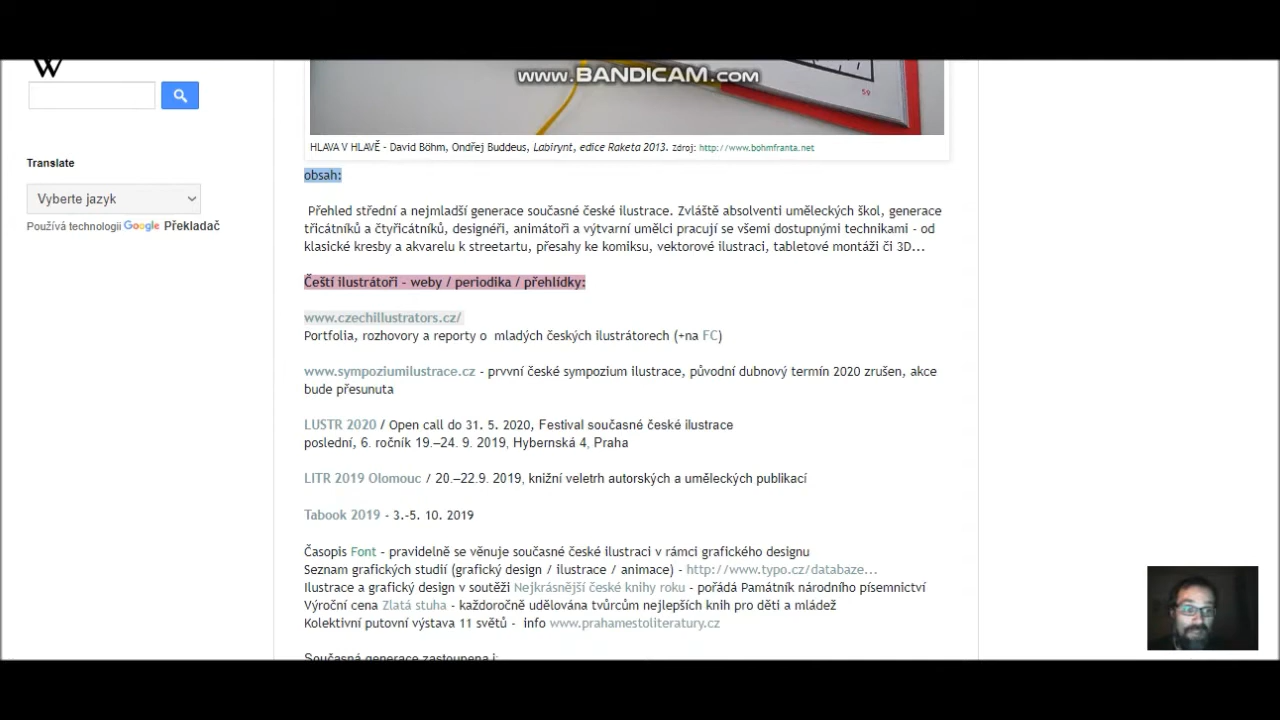 W
www.BANDICAM.com
59
HLAVA V HLAVĚ - David Böhm, Ondřej Buddeus, Labirynt, edice Raketa 2013. zdroj: http://www.bohmfranta.net
Translate
Vyberte jazyk
Používá technologii Google Překladač
obsah:
Přehled střední a nejmladší generace současné české ilustrace. Zvláště absolventi uměleckých škol, generace
třicátníků a čtyřicátníků, designéři, animátoři a výtvarní umělci pracují se všemi dostupnými technikami - od
klasické kresby a akvarelu k streetartu, přesahy ke komiksu, vektorové ilustraci, tabletové montáži či 3D...
Čeští ilustrátoři - weby / periodika / přehlídky:
www.czechillustrators.cz/
Portfolia, rozhovory a reporty o mladých českých ilustrátorech (+na FC)
www.sympoziumilustrace.cz - prvvní české sympozium ilustrace, původní dubnový termín 2020 zrušen, akce
bude přesunuta
LUSTR 2020 / Open call do 31. 5. 2020, Festival současné české ilustrace
poslední, 6. ročník 19.–24. 9. 2019, Hybernská 4, Praha
LITR 2019 Olomouc / 20.–22.9. 2019, knižní veletrh autorských a uměleckých publikací
Tabook 2019 - 3.-5. 10. 2019
Časopis Font - pravidelně se věnuje současné české ilustraci v rámci grafického designu
Seznam grafických studií (grafický design / ilustrace / animace) - http://www.typo.cz/databaze...
Ilustrace a grafický design v soutěži Nejkrásnější české knihy roku - pořádá Památník národního písemnictví
Výroční cena Zlatá stuha - každoročně udělována tvůrcům nejlepších knih pro děti a mládež
Kolektivní putovní výstava 11 světů - info www.prahamestoliteratury.cz
Současná generace zastoupena i: